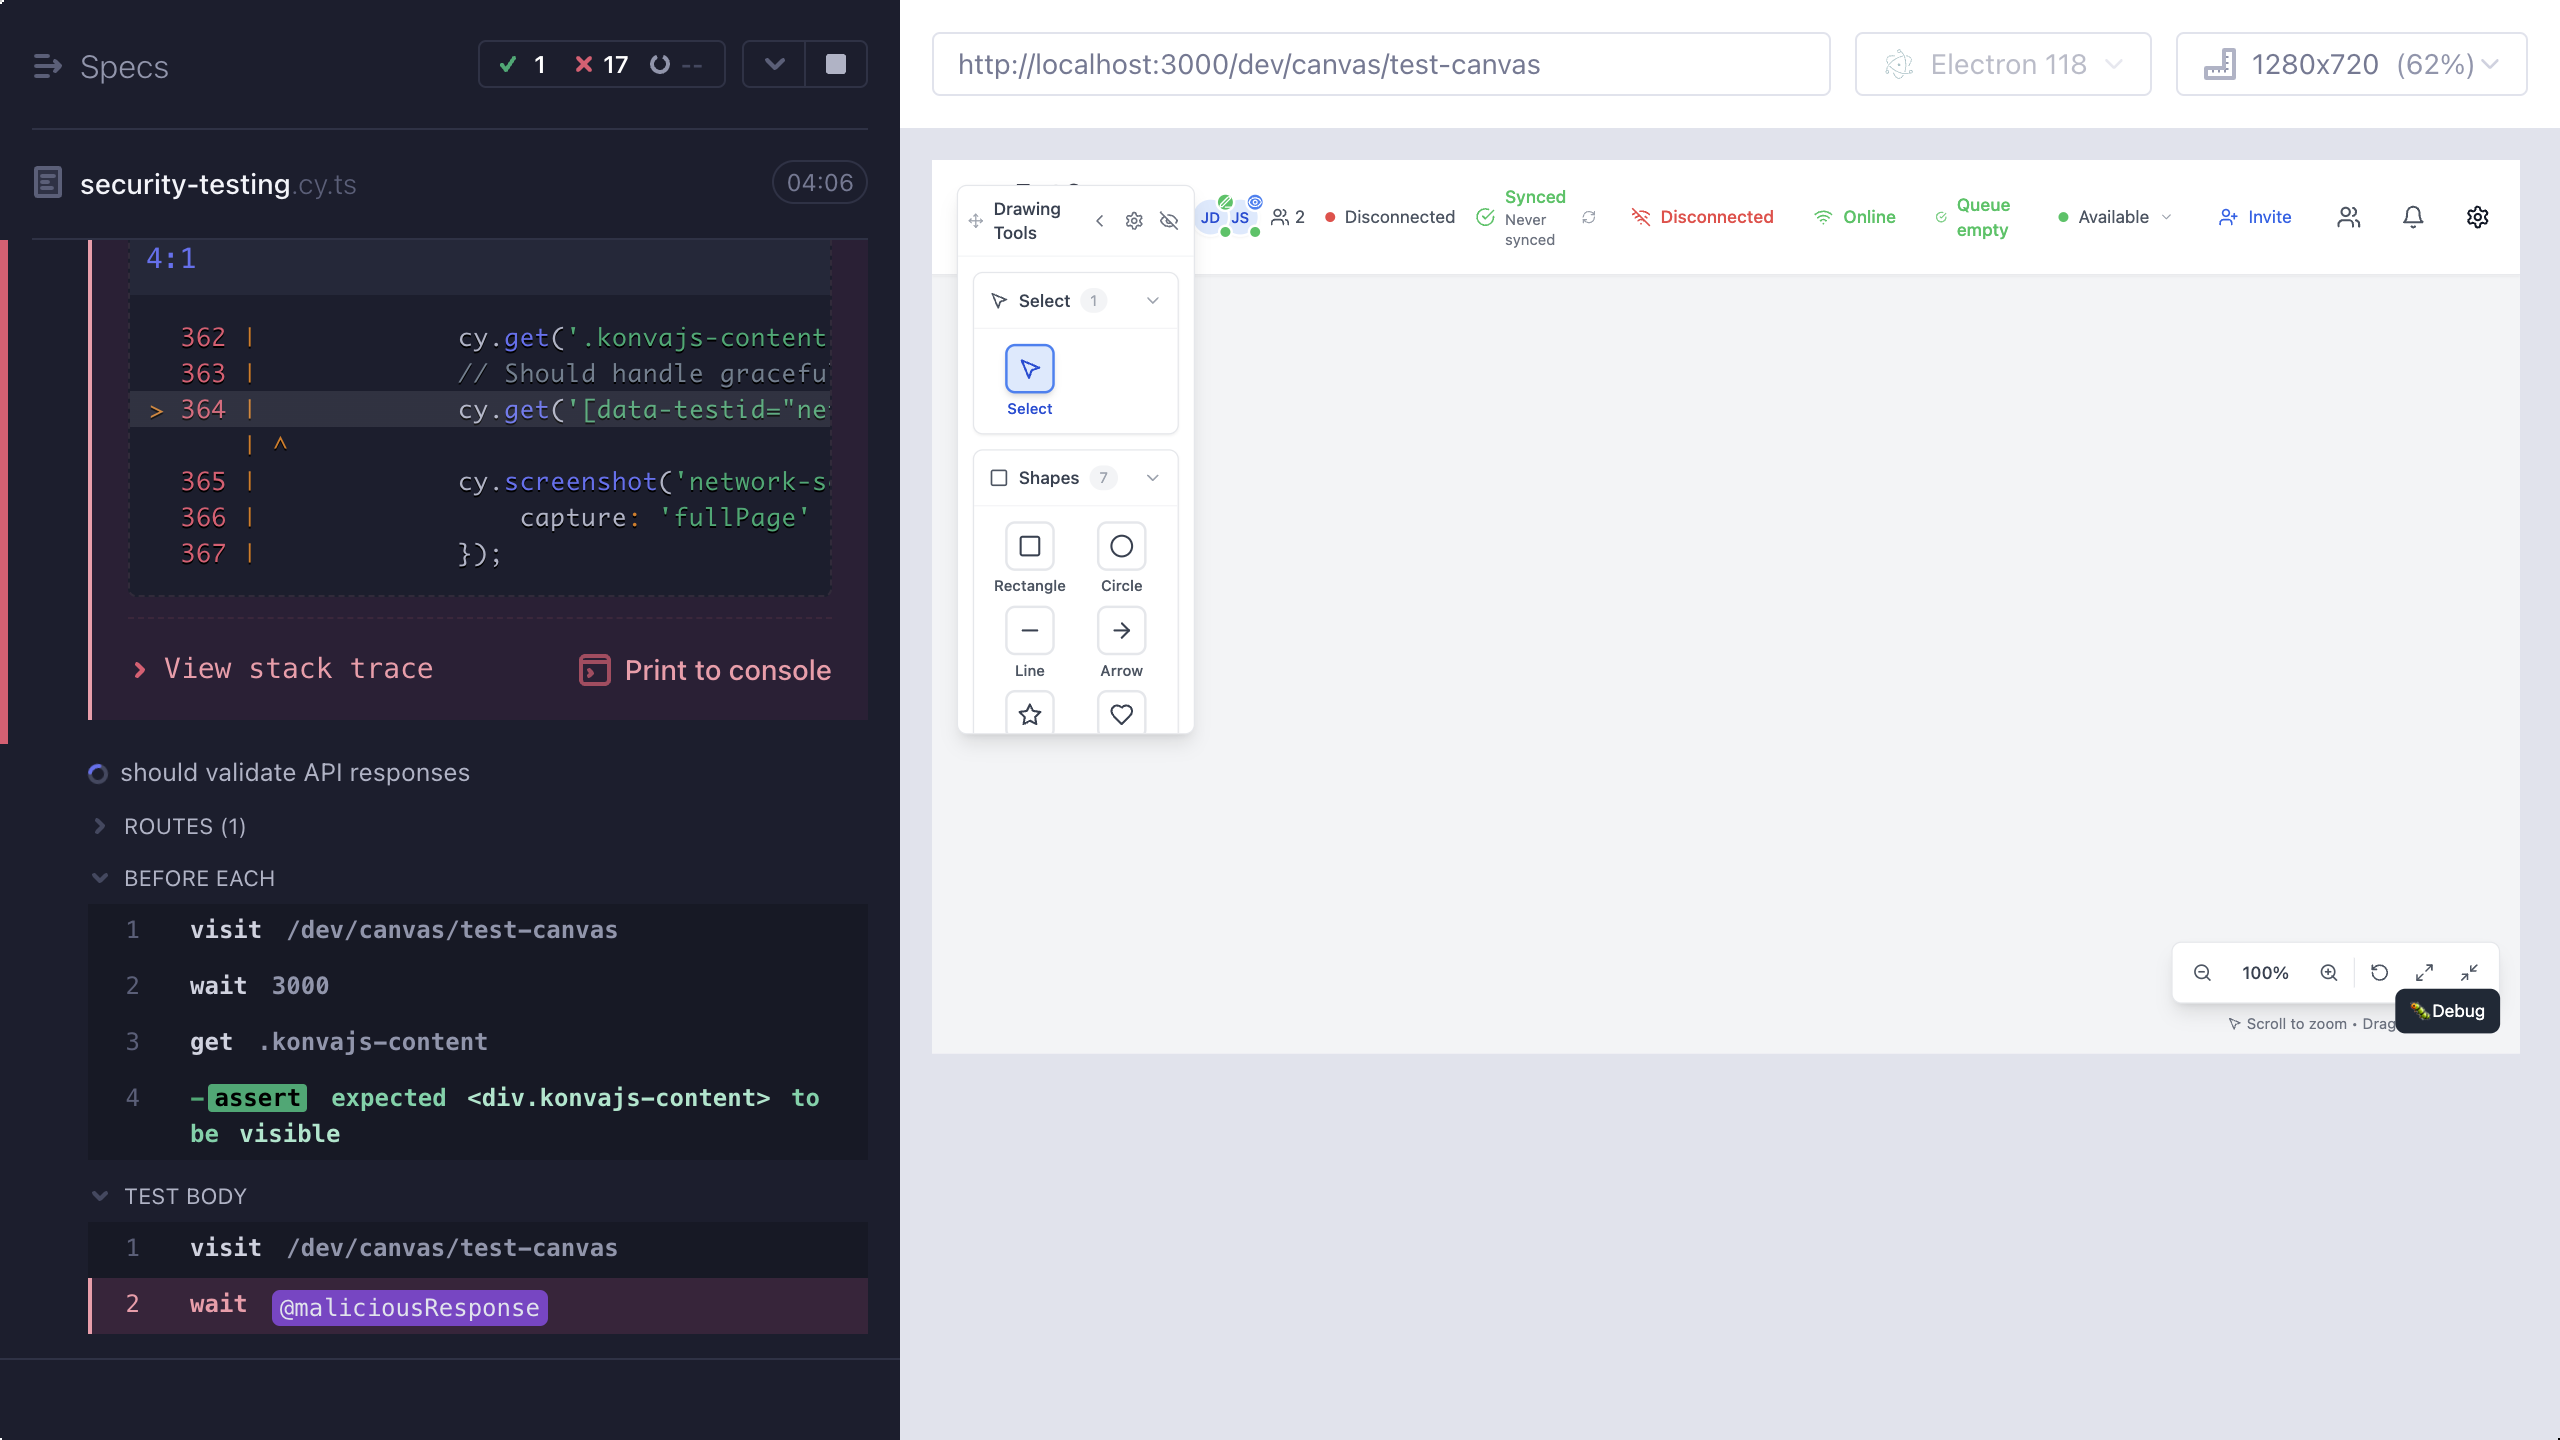 Specs
1 17 --
security-testing.cy.ts 04:06
4:1
362 | cy.get('.konvajs-content
363 | // Should handle gracefu
> 364 | cy.get('[data-testid="ne
| ^
365 | cy.screenshot('network-s
366 | capture: 'fullPage'
367 | });
View stack trace Print to console
should validate API responses
ROUTES (1)
BEFORE EACH
1 visit /dev/canvas/test-canvas
2 wait 3000
3 get .konvajs-content
4 -assert expected <div.konvajs-content> to
be visible
TEST BODY
1 visit /dev/canvas/test-canvas
2 wait @maliciousResponse
http://localhost:3000/dev/canvas/test-canvas Electron 118 1280x720 (62%)
Drawing
Tools
JD JS 2 Disconnected
Synced
Never
synced
Disconnected
Online
Queue
empty
Available
Invite
Select 1
Select
Shapes 7
Rectangle Circle
Line Arrow
100%
Debug
Scroll to zoom • Drag